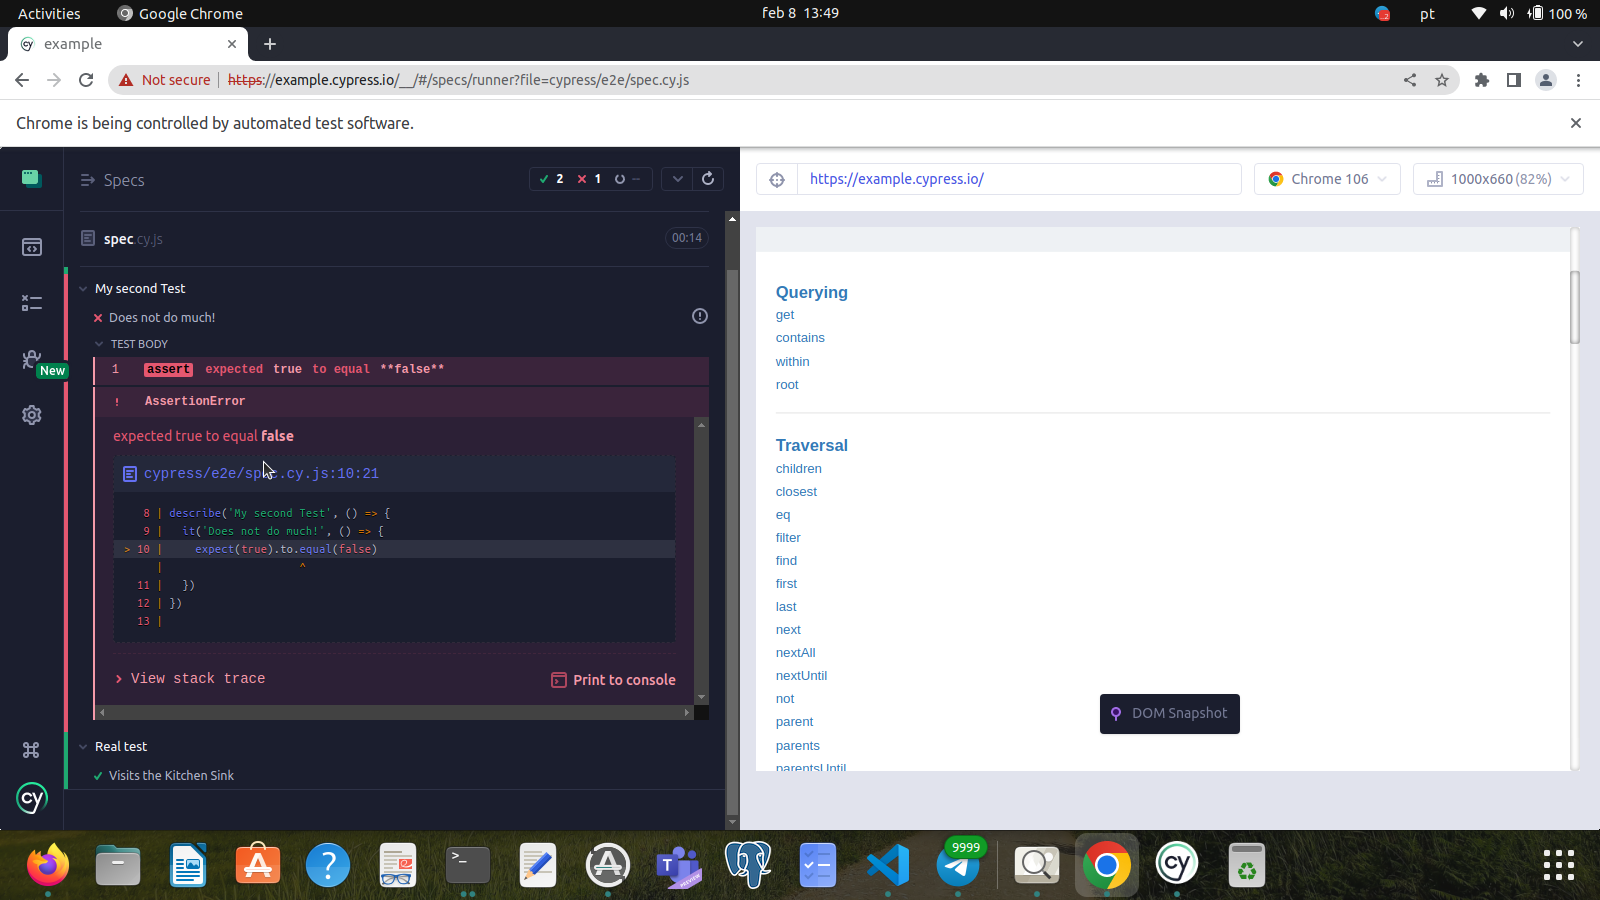 Activities
Google Chrome
feb 8 13:49
2
pt
100 %
cy
example
Not secure
https://example.cypress.io/__/#/specs/runner?file=cypress/e2e/spec.cy.js
Chrome is being controlled by automated test software.
Specs
2
1
--
https://example.cypress.io/
Chrome 106
1000x660 (82%)
spec.cy.js
00:14
My second Test
Does not do much!
TEST BODY
1 assert expected true to equal **false**
! AssertionError
expected true to equal false
cypress/e2e/spec.cy.js:10:21
8 | describe('My second Test', () => {
9 | it('Does not do much!', () => {
> 10 | expect(true).to.equal(false)
| ^
11 | })
12 | })
13 |
> View stack trace
Print to console
Real test
Visits the Kitchen Sink
New
cy
Querying
get
contains
within
root
Traversal
children
closest
eq
filter
find
first
last
next
nextAll
nextUntil
not
parent
parents
parentsUntil
DOM Snapshot
A
?
>_
A
T
PREVIEW
9999
cy